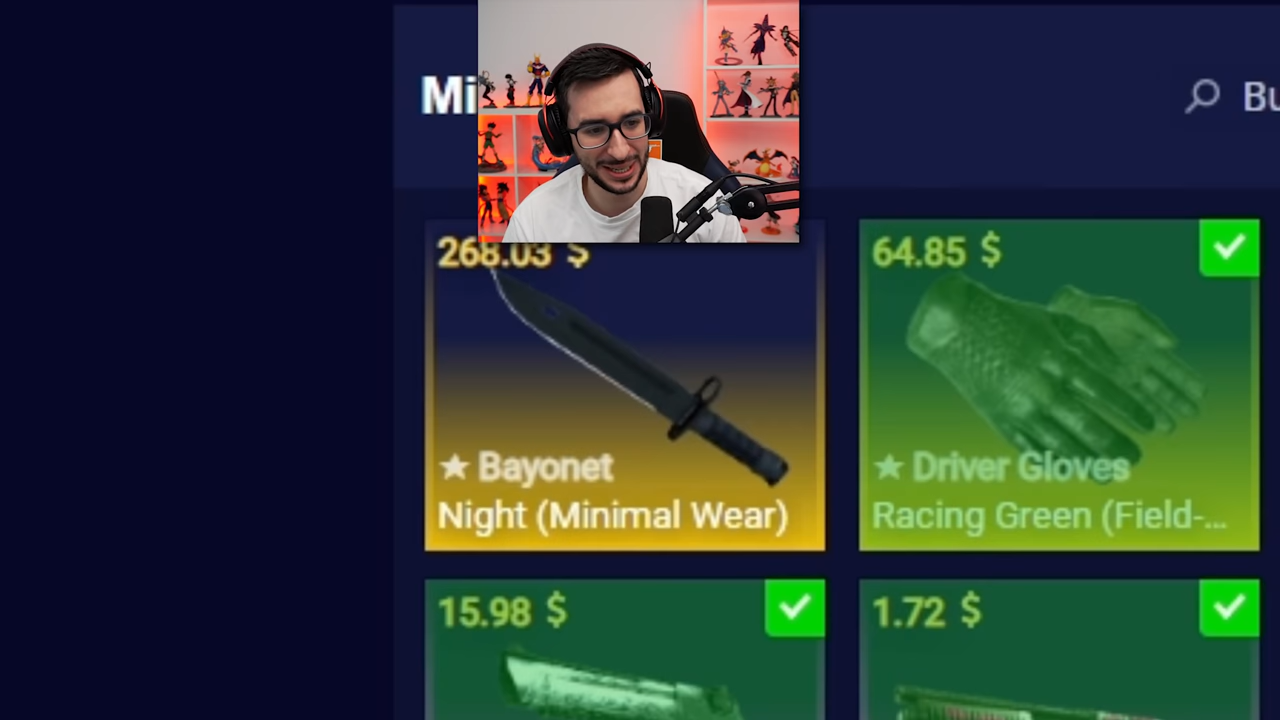 Mi
Bu
268.03 $
★ Bayonet
Night (Minimal Wear)
64.85 $
★ Driver Gloves
Racing Green (Field-...
15.98 $
1.72 $